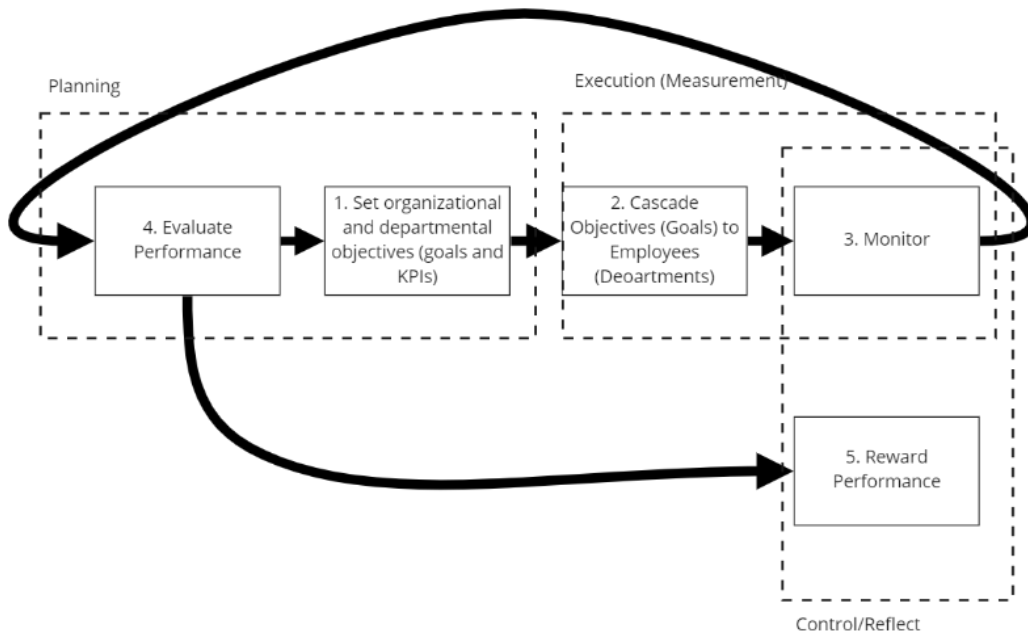 Planning
Execution (Measurement)
4. Evaluate
Performance
1. Set organizational
and departmental
objectives (goals and
KPIs)
2. Cascade
Objectives (Goals) to
Employees
(Deoartments)
3. Monitor
5. Reward
Performance
Control/Reflect